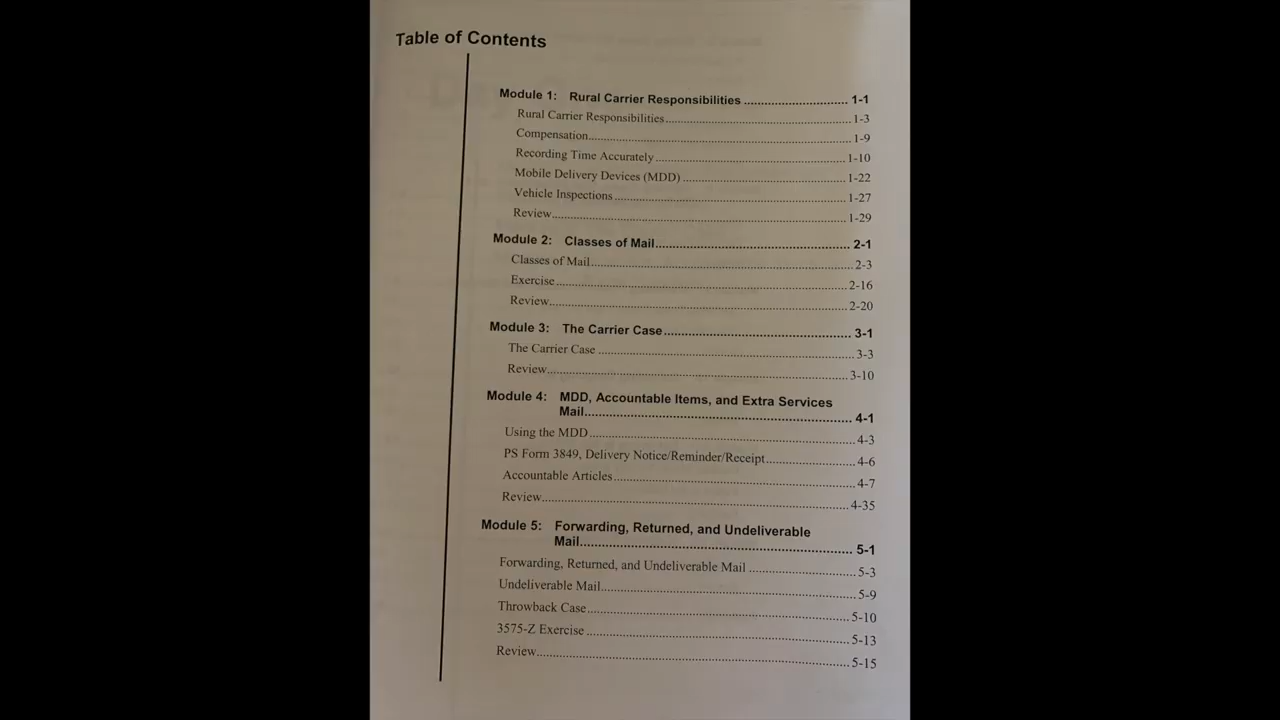 Table of Contents
Module 1: Rural Carrier Responsibilities ............................ 1-1
Rural Carrier Responsibilities.................................................. 1-3
Compensation........................................................................ 1-9
Recording Time Accurately ................................................... 1-10
Mobile Delivery Devices (MDD) ............................................ 1-22
Vehicle Inspections .............................................................. 1-27
Review................................................................................ 1-29
Module 2: Classes of Mail.................................................... 2-1
Classes of Mail..................................................................... 2-3
Exercise.............................................................................. 2-16
Review................................................................................ 2-20
Module 3: The Carrier Case.................................................. 3-1
The Carrier Case .................................................................. 3-3
Review................................................................................ 3-10
Module 4: MDD, Accountable Items, and Extra Services
Mail........................................................................ 4-1
Using the MDD..................................................................... 4-3
PS Form 3849, Delivery Notice/Reminder/Receipt....................... 4-6
Accountable Articles.............................................................. 4-7
Review................................................................................ 4-35
Module 5: Forwarding, Returned, and Undeliverable
Mail........................................................................ 5-1
Forwarding, Returned, and Undeliverable Mail ........................... 5-3
Undeliverable Mail................................................................. 5-9
Throwback Case.................................................................... 5-10
3575-Z Exercise .................................................................... 5-13
Review................................................................................ 5-15